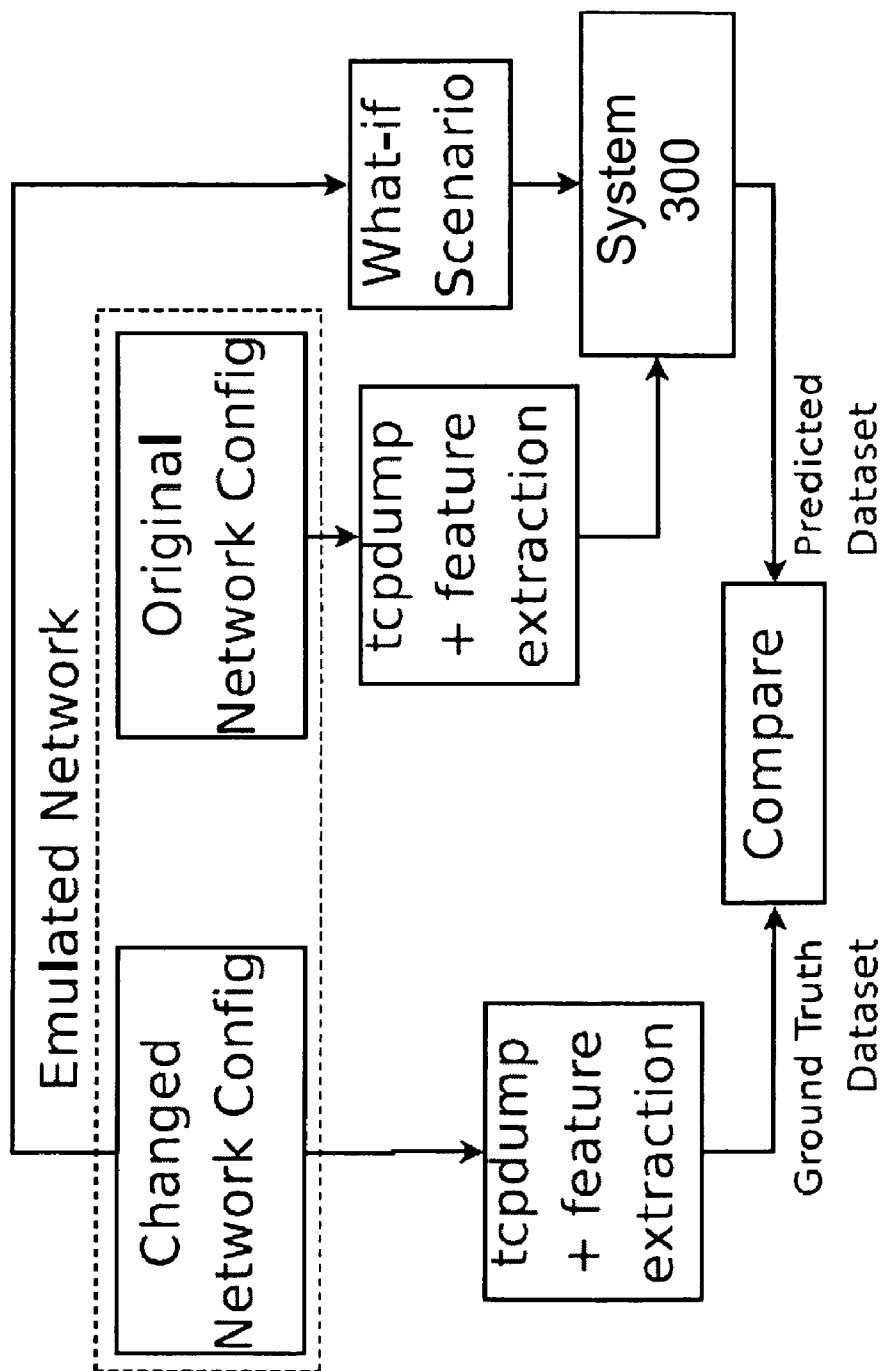 Emulated Network
Changed
Network Config
Original
Network Config
What-if
Scenario
tcpdump
+ feature
extraction
tcpdump
+ feature
extraction
System
300
Ground Truth
Dataset
Compare
Predicted
Dataset